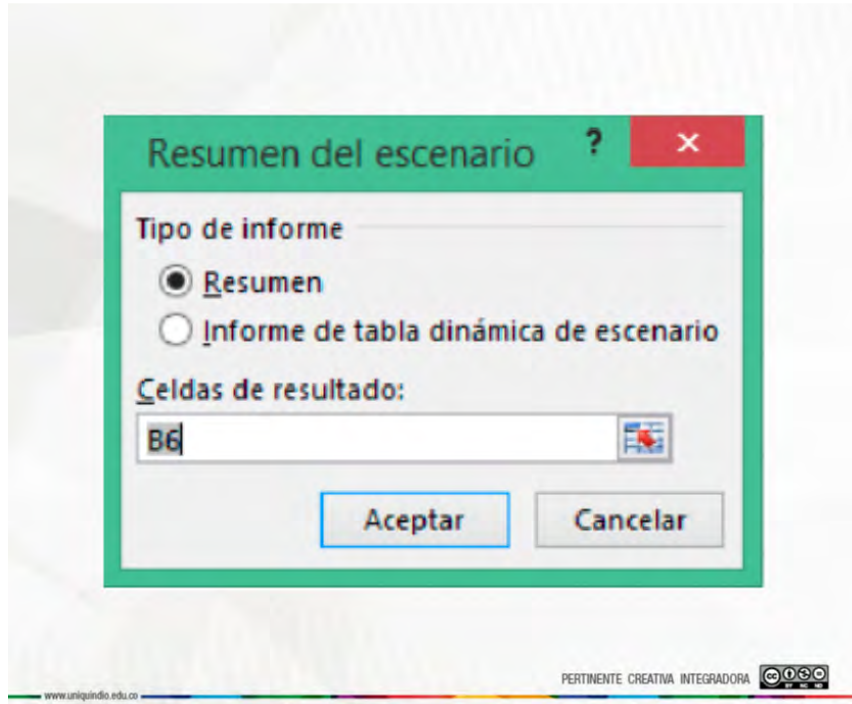 Resumen del escenario ?
Tipo de informe
Resumen
Informe de tabla dinámica de escenario
Celdas de resultado:
B6
Aceptar Cancelar
PERTINENTE CREATIVA INTEGRADORA
www.uniquindio.edu.co